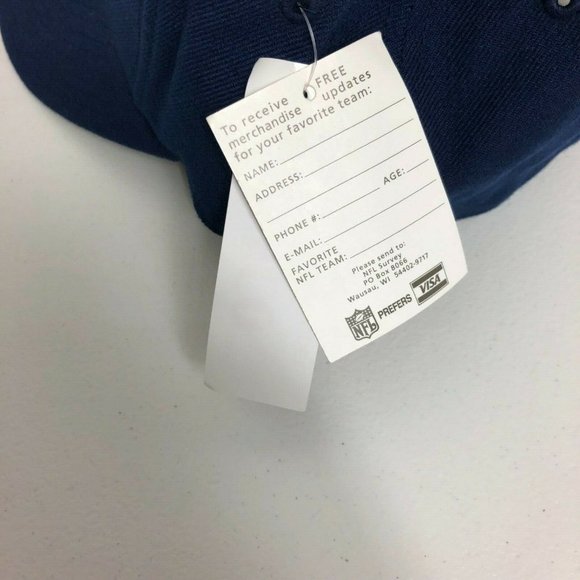 To receive FREE
merchandise updates
for your favorite team:
NAME:
ADDRESS:
AGE:
PHONE #:
E-MAIL:
FAVORITE
NFL TEAM:
Please send to:
NFL Survey
PO Box 8066
Wausau, WI 54402-9717
NFL PREFERS VISA